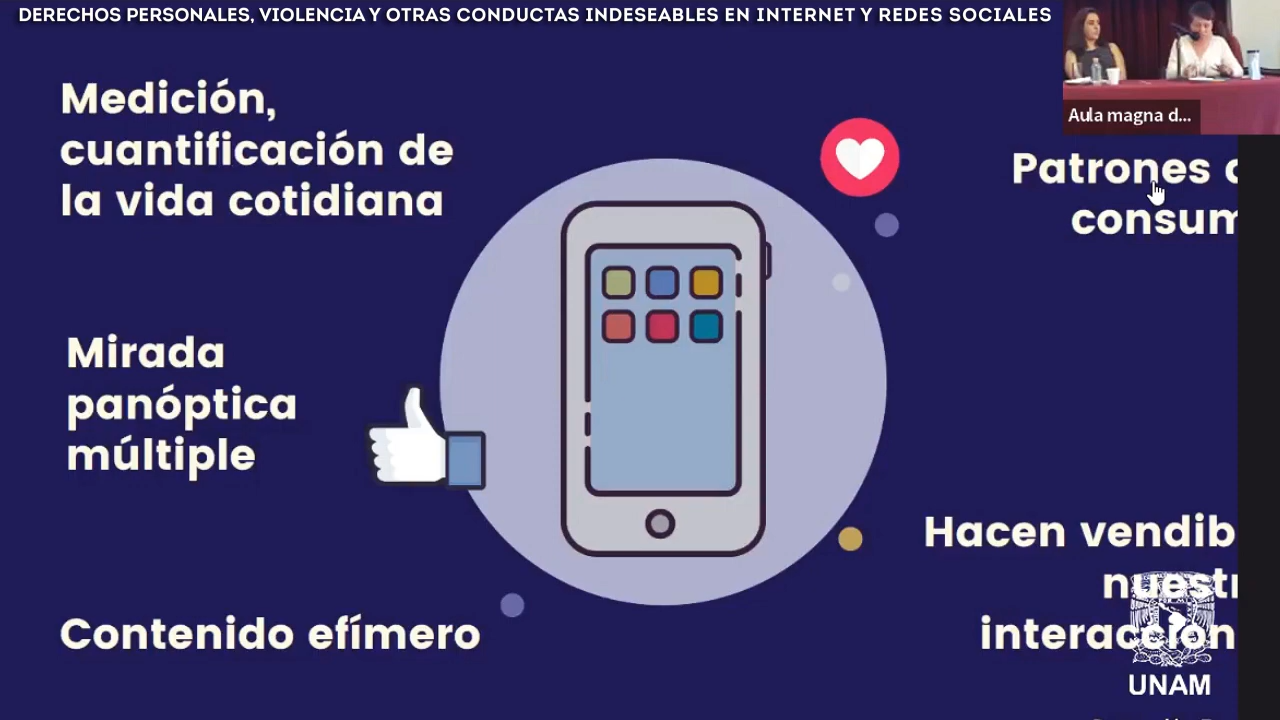 DERECHOS PERSONALES, VIOLENCIA Y OTRAS CONDUCTAS INDESEABLES EN INTERNET Y REDES SOCIALES
Aula magna d...
Medición,
cuantificación de
la vida cotidiana
Patrones
Mirada
panóptica
múltiple
Hacen
Contenido efímero
UNAM